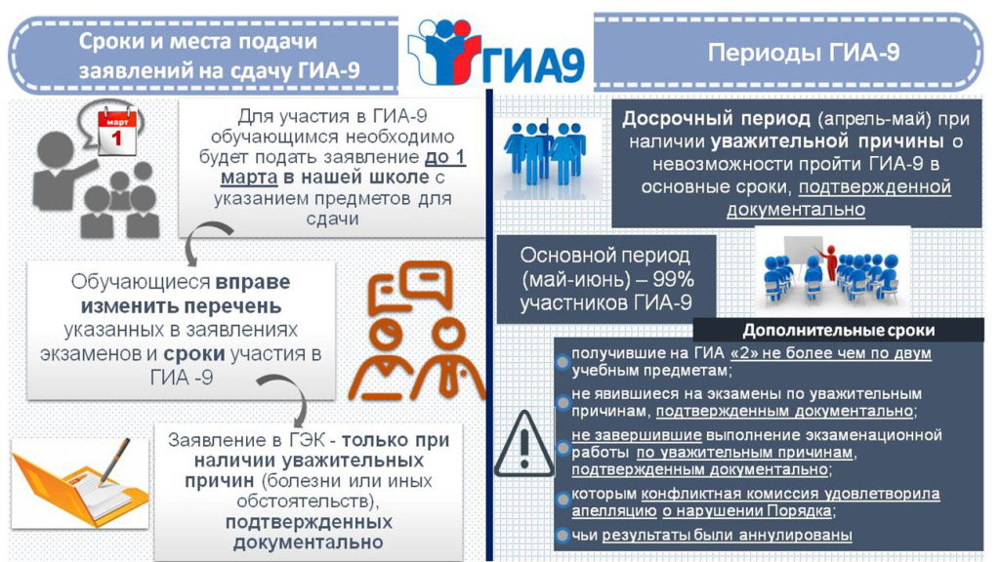 Сроки и места подачи
заявлений на сдачу ГИА-9
март
1
Для участия в ГИА-9
обучающимся необходимо
будет подать заявление до 1
марта в нашей школе с
указанием предметов для
сдачи
Обучающиеся вправе
изменить перечень
указанных в заявлениях
экзаменов и сроки участия в
ГИА -9
Заявление в ГЭК - только при
наличии уважительных
причин (болезни или иных
обстоятельств),
подтвержденных
документально
ГИА9
Периоды ГИА-9
Досрочный период (апрель-май) при
наличии уважительной причины о
невозможности пройти ГИА-9 в
основные сроки, подтвержденной
документально
Основной период
(май-июнь) – 99%
участников ГИА-9
Дополнительные сроки
получившие на ГИА «2» не более чем по двум
учебным предметам;
не явившиеся на экзамены по уважительным
причинам, подтвержденным документально;
не завершившие выполнение экзаменационной
работы по уважительным причинам,
подтвержденным документально;
которым конфликтная комиссия удовлетворила
апелляцию о нарушении Порядка;
чьи результаты были аннулированы